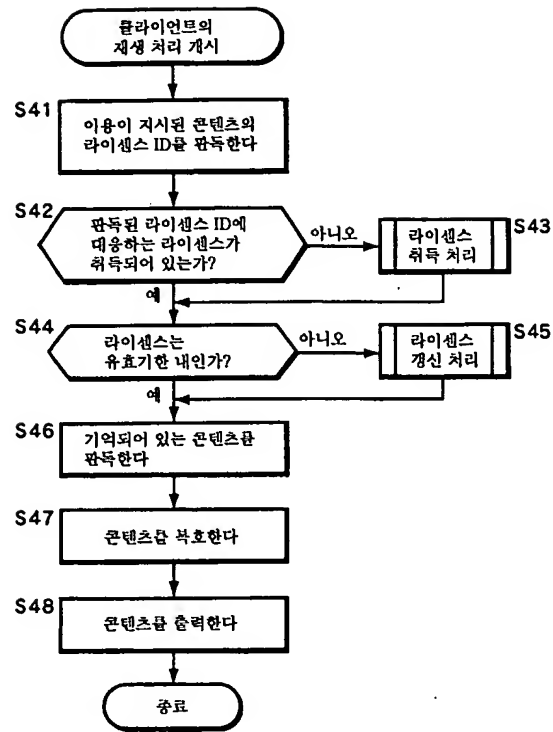 클라이언트의
재생 처리 개시
S41
이용이 지시된 콘텐츠의
라이센스 ID를 판독한다
S42
판독된 라이센스 ID에
대응하는 라이센스가
취득되어 있는가?
아니오
S43
라이센스
취득 처리
예
S44
라이센스는
유효기한 내인가?
아니오
S45
라이센스
갱신 처리
예
S46
기억되어 있는 콘텐츠를
판독한다
S47
콘텐츠를 복호한다
S48
콘텐츠를 출력한다
종료